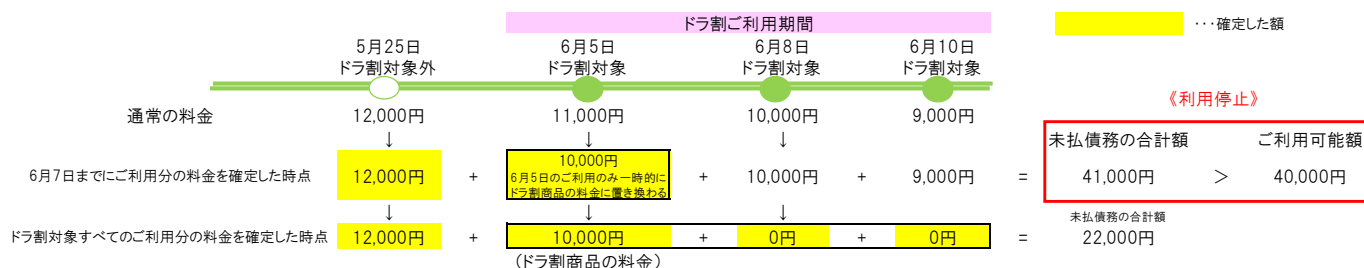 ドラ割ご利用期間
･･･確定した額
5月25日 6月5日 6月8日 6月10日
ドラ割対象外 ドラ割対象 ドラ割対象 ドラ割対象
《利用停止》
通常の料金 12,000円 11,000円 10,000円 9,000円
↓ ↓ ↓
未払債務の合計額 ご利用可能額
10,000円
6月7日までにご利用分の料金を確定した時点 12,000円 + 6月5日のご利用のみ一時的に + 10,000円 + 9,000円 = 41,000円 ＞ 40,000円
ドラ割商品の料金に置き換わる
↓ ↓ ↓
未払債務の合計額
ドラ割対象すべてのご利用分の料金を確定した時点 12,000円 + 10,000円 + 0円 + 0円 = 22,000円
(ドラ割商品の料金)